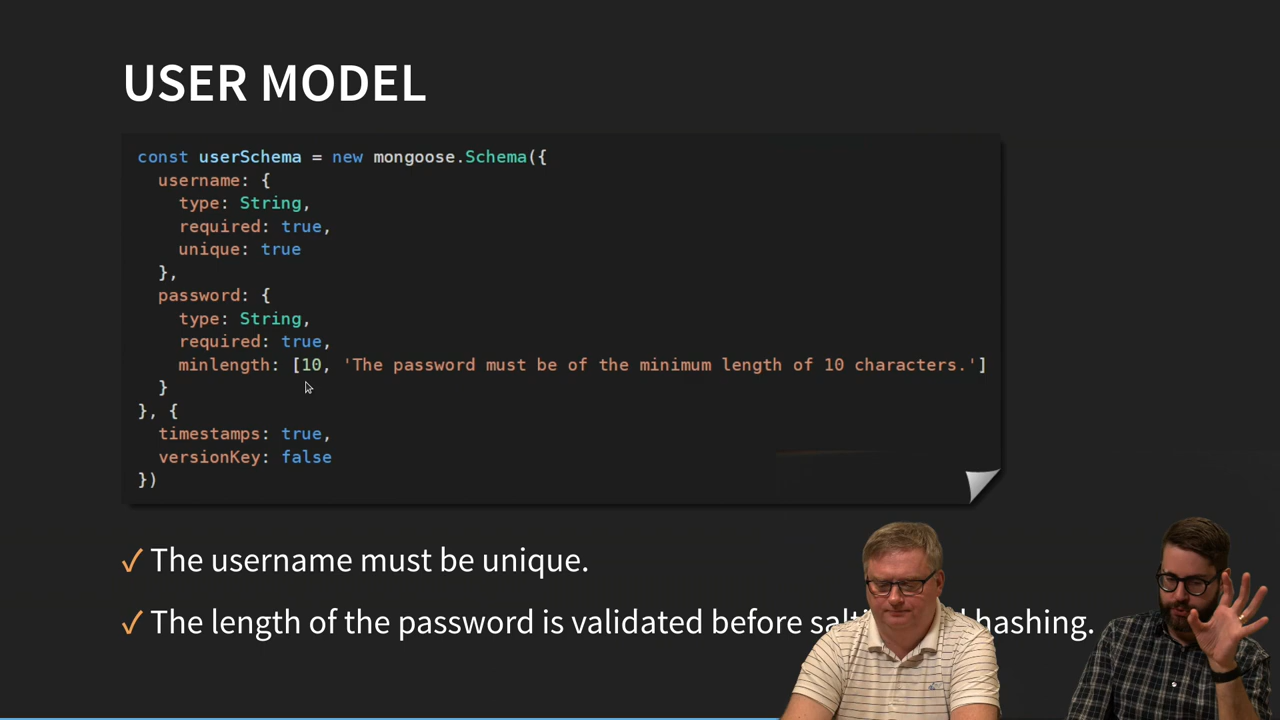 USER MODEL
const userSchema = new mongoose.Schema({
username: {
type: String,
required: true,
unique: true
},
password: {
type: String,
required: true,
minlength: [10, 'The password must be of the minimum length of 10 characters.']
}
}, {
timestamps: true,
versionKey: false
})
✓ The username must be unique.
✓ The length of the password is validated before hashing.